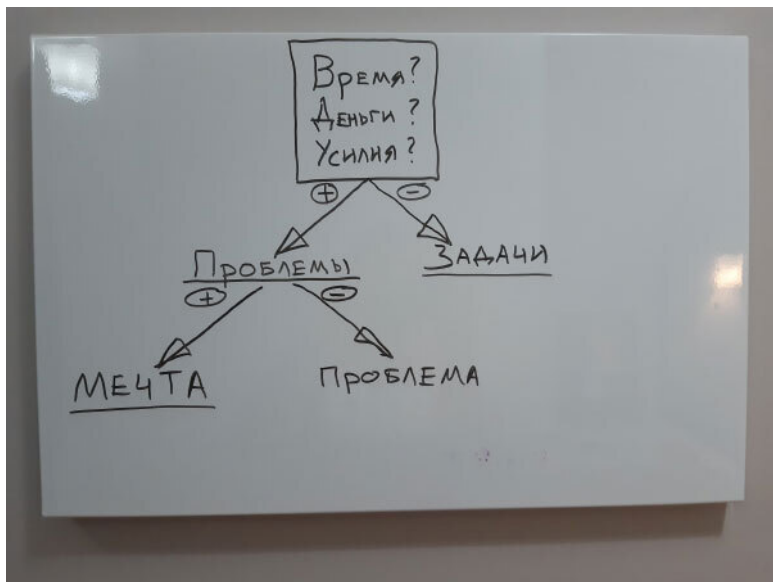 Время?
Деньги?
Усилия?
+ -
Проблемы Задачи
+ -
МЕЧТА ПРОБЛЕМА